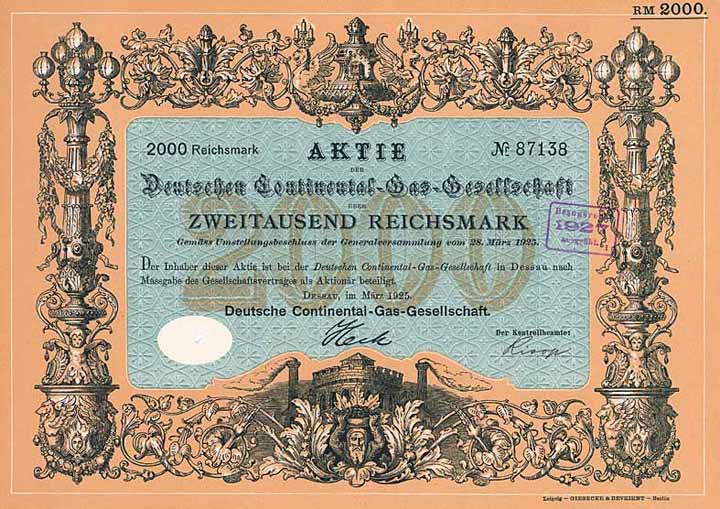 RM 2000.
2000 Reichsmark AKTIE № 87138
DER
Deutschen Continental-Gas-Gesellschaft
ÜBER
ZWEITAUSEND REICHSMARK
Gemäss Umstellungsbeschluss der Generalversammlung vom 28. März 1925.
Der Inhaber dieser Aktie ist bei der Deutschen Continental-Gas-Gesellschaft in Dessau nach
Massgabe des Gesellschaftsvertrages als Aktionär beteiligt.
Dessau, im März 1925.
Deutsche Continental-Gas-Gesellschaft.
Heck
Der Kontrollbeamte:
2000
1927
Leipzig – GIESECKE & DEVRIENT – Berlin